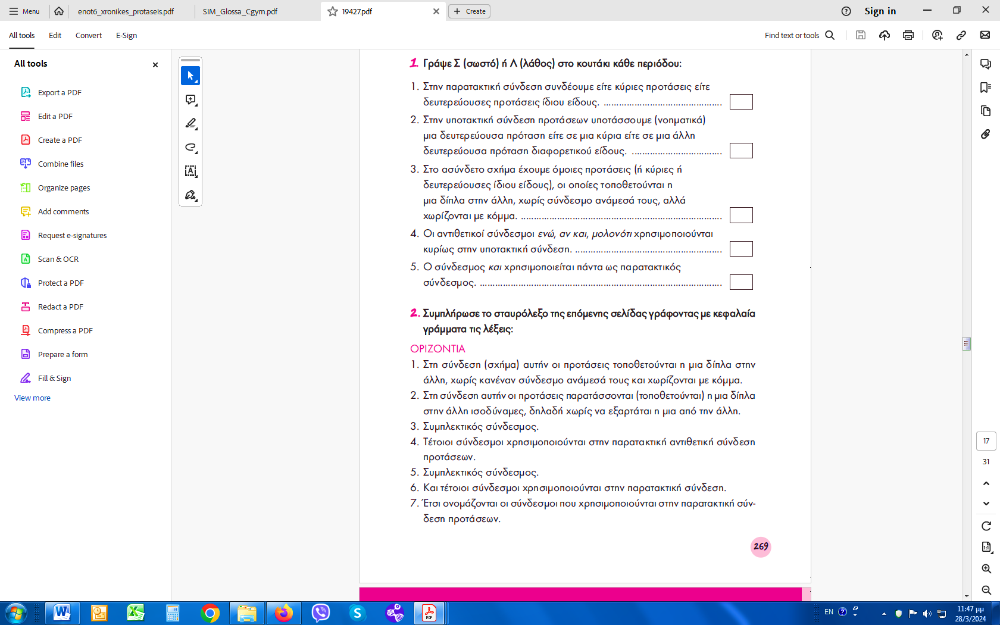 Menu
enot6_xronikes_protaseis.pdf
SIM_Glossa_Cgym.pdf
19427.pdf
Create
Sign in
All tools
Edit
Convert
E-Sign
Find text or tools
All tools
Export a PDF
Edit a PDF
Create a PDF
Combine files
Organize pages
Add comments
Request e-signatures
Scan & OCR
Protect a PDF
Redact a PDF
Compress a PDF
Prepare a form
Fill & Sign
View more
1. Γράψε Σ (σωστό) ή Λ (λάθος) στο κουτάκι κάθε περιόδου:
1. Στην παρατακτική σύνδεση συνδέουμε είτε κύριες προτάσεις είτε
δευτερεύουσες προτάσεις ίδιου είδους. ...............................................
2. Στην υποτακτική σύνδεση προτάσεων υποτάσσουμε (νοηματικά)
μια δευτερεύουσα πρόταση είτε σε μια κύρια είτε σε μια άλλη
δευτερεύουσα πρόταση διαφορετικού είδους. ...................................
3. Στο ασύνδετο σχήμα έχουμε όμοιες προτάσεις (ή κύριες ή
δευτερεύουσες ίδιου είδους), οι οποίες τοποθετούνται η
μια δίπλα στην άλλη, χωρίς σύνδεσμο ανάμεσά τους, αλλά
χωρίζονται με κόμμα. ..............................................................................
4. Οι αντιθετικοί σύνδεσμοι ενώ, αν και, μολονότι χρησιμοποιούνται
κυρίως στην υποτακτική σύνδεση. .........................................................
5. Ο σύνδεσμος και χρησιμοποιείται πάντα ως παρατακτικός
σύνδεσμος. ..............................................................................................
2. Συμπλήρωσε το σταυρόλεξο της επόμενης σελίδας γράφοντας με κεφαλαία
γράμματα τις λέξεις:
ΟΡΙΖΟΝΤΙΑ
1. Στη σύνδεση (σχήμα) αυτήν οι προτάσεις τοποθετούνται η μια δίπλα στην
άλλη, χωρίς κανέναν σύνδεσμο ανάμεσά τους και χωρίζονται με κόμμα.
2. Στη σύνδεση αυτήν οι προτάσεις παρατάσσονται (τοποθετούνται) η μια δίπλα
στην άλλη ισοδύναμες, δηλαδή χωρίς να εξαρτάται η μια από την άλλη.
3. Συμπλεκτικός σύνδεσμος.
4. Τέτοιοι σύνδεσμοι χρησιμοποιούνται στην παρατακτική αντιθετική σύνδεση
προτάσεων.
5. Συμπλεκτικός σύνδεσμος.
6. Και τέτοιοι σύνδεσμοι χρησιμοποιούνται στην παρατακτική σύνδεση.
7. Έτσι ονομάζονται οι σύνδεσμοι που χρησιμοποιούνται στην παρατακτική σύν-
δεση προτάσεων.
269
17
31
1:1
EN
11:47 μμ
28/3/2024